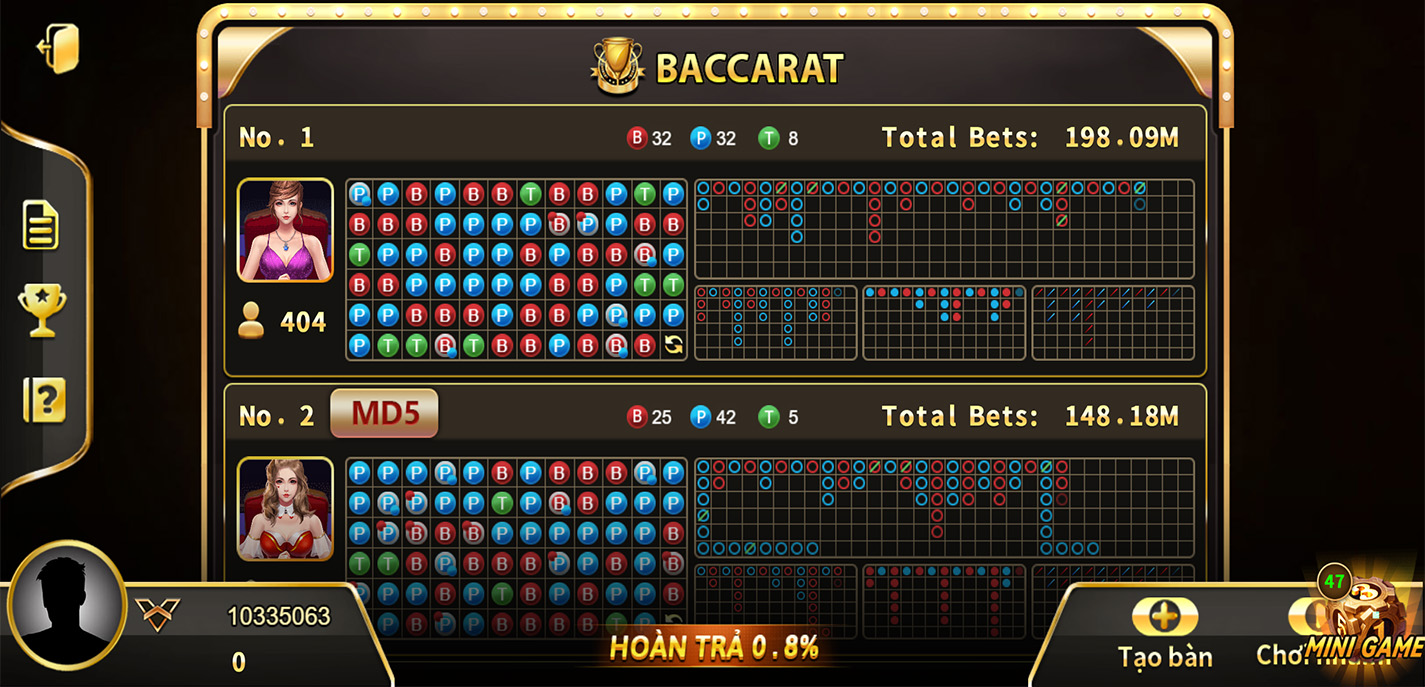 BACCARAT
No. 1
B 32 P 32 T 8
Total Bets: 198.09M
P P B P B B T B B P T P
B B B P P P P B P P B B
T P P B P P B P B B B P
B B P P P P P B B P T T
P P B B B P B B P P P P
P T T B T B B P B B B
404
No. 2
MD5
B 25 P 42 T 5
Total Bets: 148.18M
P P P P P B P B B B P P
P P P P P T P B B P P P
P P B B B P P P P P P B
10335063
0
HOÀN TRẢ 0.8%
Tạo bàn
47
MINI GAME